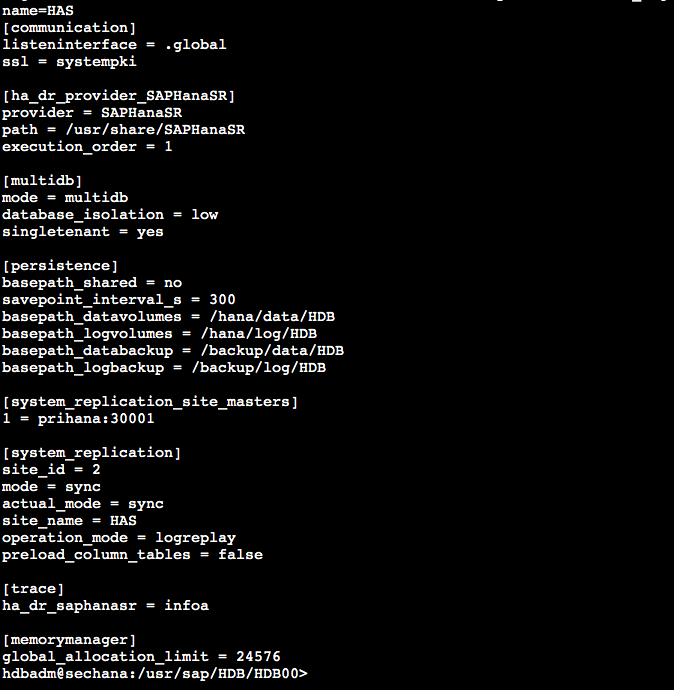 name=HAS
[communication]
listeninterface = .global
ssl = systempki
[ha_dr_provider_SAPHanaSR]
provider = SAPHanaSR
path = /usr/share/SAPHanaSR
execution_order = 1
[multidb]
mode = multidb
database_isolation = low
singletenant = yes
[persistence]
basepath_shared = no
savepoint_interval_s = 300
basepath_datavolumes = /hana/data/HDB
basepath_logvolumes = /hana/log/HDB
basepath_databackup = /backup/data/HDB
basepath_logbackup = /backup/log/HDB
[system_replication_site_masters]
1 = prihana:30001
[system_replication]
site_id = 2
mode = sync
actual_mode = sync
site_name = HAS
operation_mode = logreplay
preload_column_tables = false
[trace]
ha_dr_saphanasr = infoa
[memorymanager]
global_allocation_limit = 24576
hdbadm@sechana:/usr/sap/HDB/HDB00>